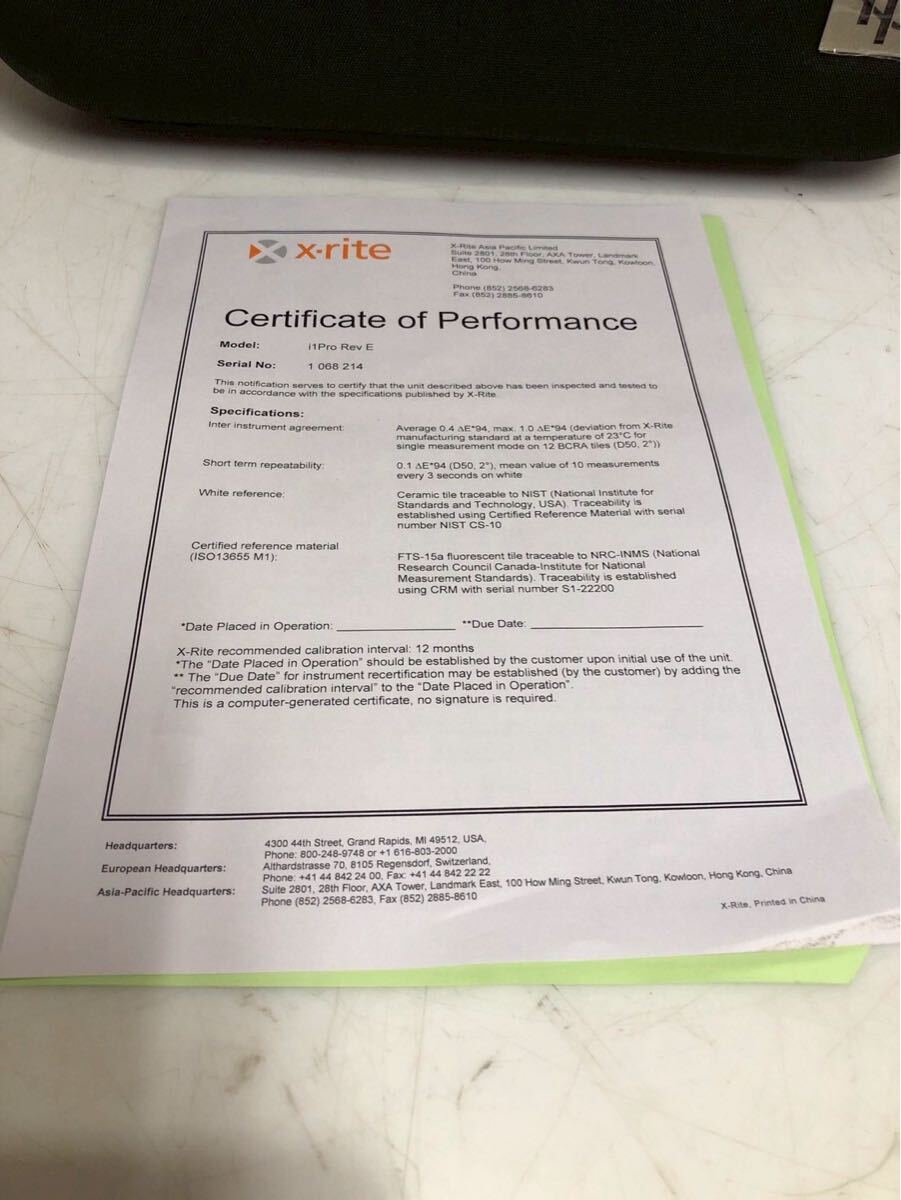 x·rite
X-Rite Asia Pacific Limited
Suite 2801, 28th Floor, AXA Tower, Landmark
East, 100 How Ming Street, Kwun Tong, Kowloon,
Hong Kong,
China
Phone (852) 2568-6283
Fax (852) 2885-8610
Certificate of Performance
Model: i1Pro Rev E
Serial No: 1 068 214
This notification serves to certify that the unit described above has been inspected and tested to
be in accordance with the specifications published by X-Rite.
Specifications:
Inter instrument agreement: Average 0.4 ΔE*94, max. 1.0 ΔE*94 (deviation from X-Rite
manufacturing standard at a temperature of 23°C for
single measurement mode on 12 BCRA tiles (D50, 2°))
Short term repeatability: 0.1 ΔE*94 (D50, 2°), mean value of 10 measurements
every 3 seconds on white
White reference: Ceramic tile traceable to NIST (National Institute for
Standards and Technology, USA). Traceability is
established using Certified Reference Material with serial
number NIST CS-10
Certified reference material
(ISO13655 M1): FTS-15a fluorescent tile traceable to NRC-INMS (National
Research Council Canada-Institute for National
Measurement Standards). Traceability is established
using CRM with serial number S1-22200
*Date Placed in Operation: **Due Date:
X-Rite recommended calibration interval: 12 months
*The “Date Placed in Operation” should be established by the customer upon initial use of the unit.
** The “Due Date” for instrument recertification may be established (by the customer) by adding the
“recommended calibration interval” to the “Date Placed in Operation”.
This is a computer-generated certificate, no signature is required.
Headquarters: 4300 44th Street, Grand Rapids, MI 49512, USA,
Phone: 800-248-9748 or +1 616-803-2000
European Headquarters: Althardstrasse 70, 8105 Regensdorf, Switzerland,
Phone: +41 44 842 24 00, Fax: +41 44 842 22 22
Asia-Pacific Headquarters: Suite 2801, 28th Floor, AXA Tower, Landmark East, 100 How Ming Street, Kwun Tong, Kowloon, Hong Kong, China
Phone (852) 2568-6283, Fax (852) 2885-8610
X-Rite, Printed in China